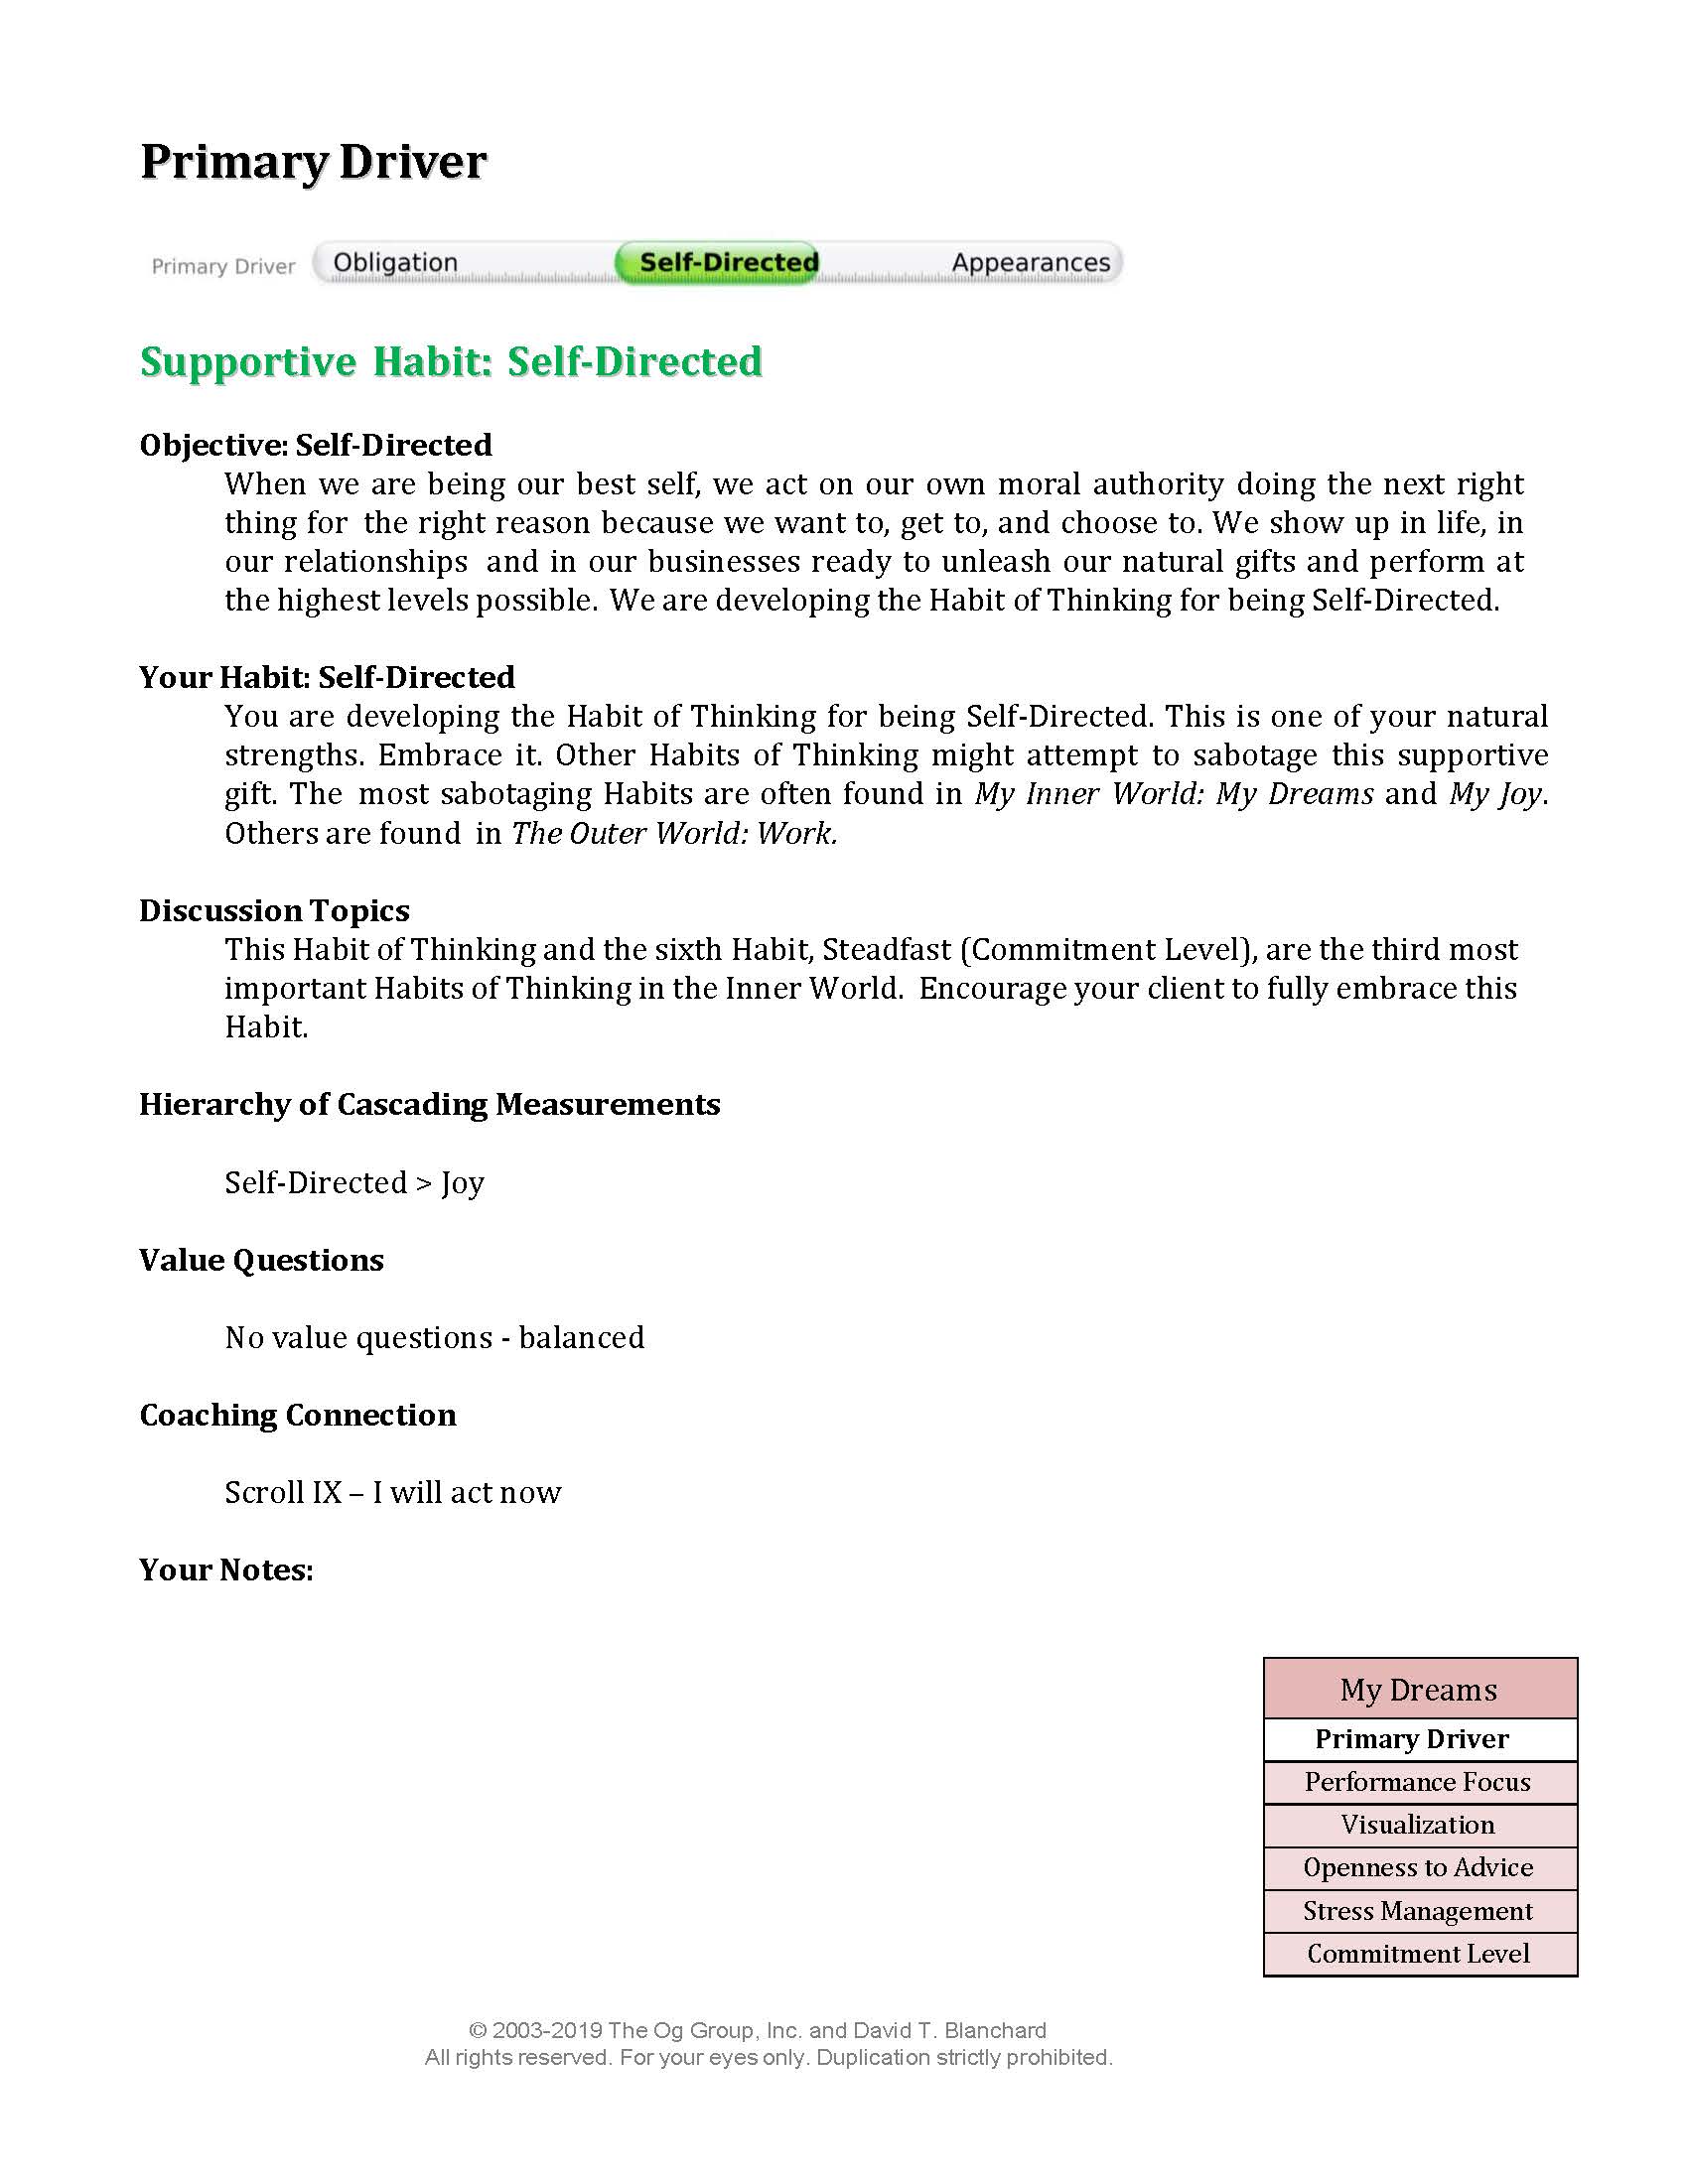 Primary Driver
Primary Driver Obligation Self-Directed Appearances
Supportive Habit: Self-Directed
Objective: Self-Directed
When we are being our best self, we act on our own moral authority doing the next right
thing for the right reason because we want to, get to, and choose to. We show up in life, in
our relationships and in our businesses ready to unleash our natural gifts and perform at
the highest levels possible. We are developing the Habit of Thinking for being Self-Directed.
Your Habit: Self-Directed
You are developing the Habit of Thinking for being Self-Directed. This is one of your natural
strengths. Embrace it. Other Habits of Thinking might attempt to sabotage this supportive
gift. The most sabotaging Habits are often found in My Inner World: My Dreams and My Joy.
Others are found in The Outer World: Work.
Discussion Topics
This Habit of Thinking and the sixth Habit, Steadfast (Commitment Level), are the third most
important Habits of Thinking in the Inner World. Encourage your client to fully embrace this
Habit.
Hierarchy of Cascading Measurements
Self-Directed > Joy
Value Questions
No value questions - balanced
Coaching Connection
Scroll IX – I will act now
Your Notes:
My Dreams
Primary Driver
Performance Focus
Visualization
Openness to Advice
Stress Management
Commitment Level
© 2003-2019 The Og Group, Inc. and David T. Blanchard
All rights reserved. For your eyes only. Duplication strictly prohibited.